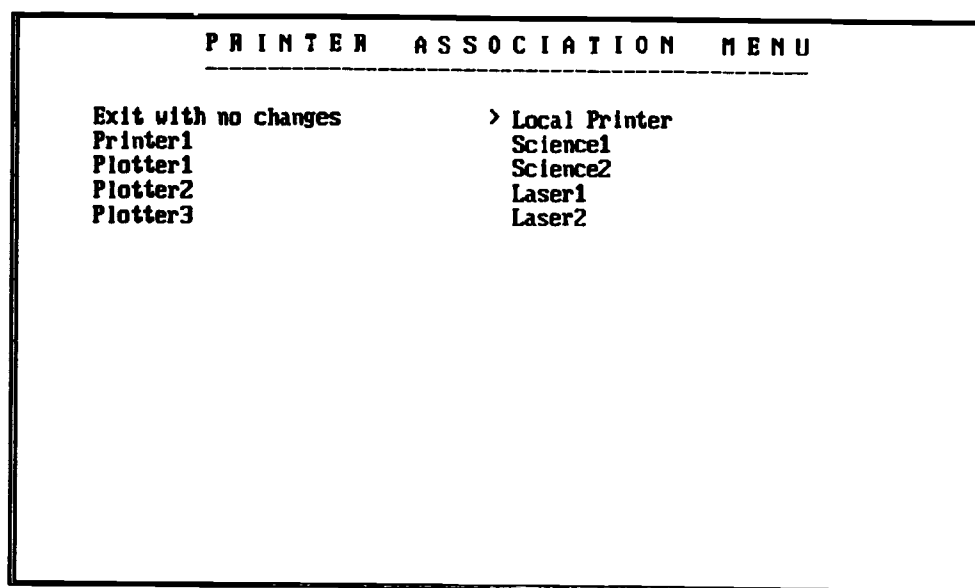 PRINTER ASSOCIATION MENU
Exit with no changes
Printer1
Plotter1
Plotter2
Plotter3
> Local Printer
Science1
Science2
Laser1
Laser2